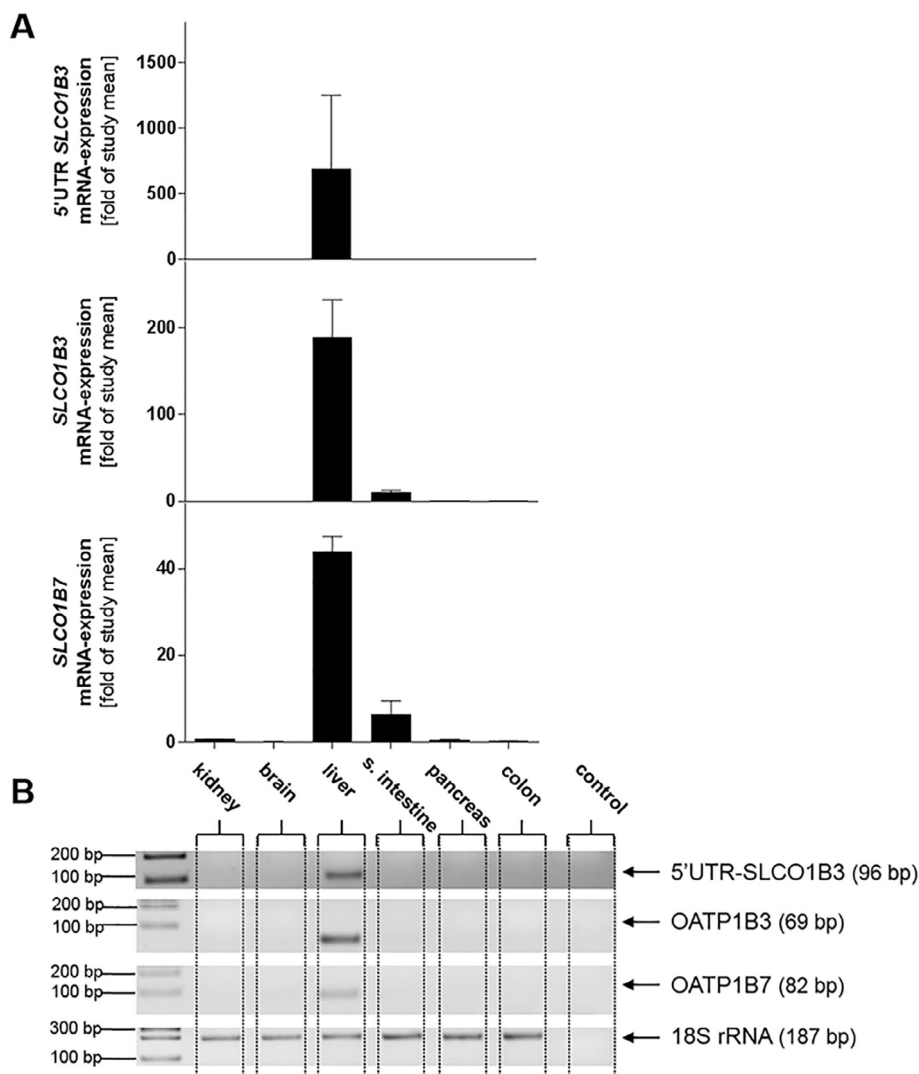 A
5'UTR SLCO1B3
mRNA-expression
[fold of study mean]
1500
1000
500
0
SLCO1B3
mRNA-expression
[fold of study mean]
200
100
0
SLCO1B7
mRNA-expression
[fold of study mean]
40
20
0
kidney
brain
liver
s. intestine
pancreas
colon
control
B
200 bp
100 bp
5'UTR-SLCO1B3 (96 bp)
200 bp
100 bp
OATP1B3 (69 bp)
200 bp
100 bp
OATP1B7 (82 bp)
300 bp
100 bp
18S rRNA (187 bp)